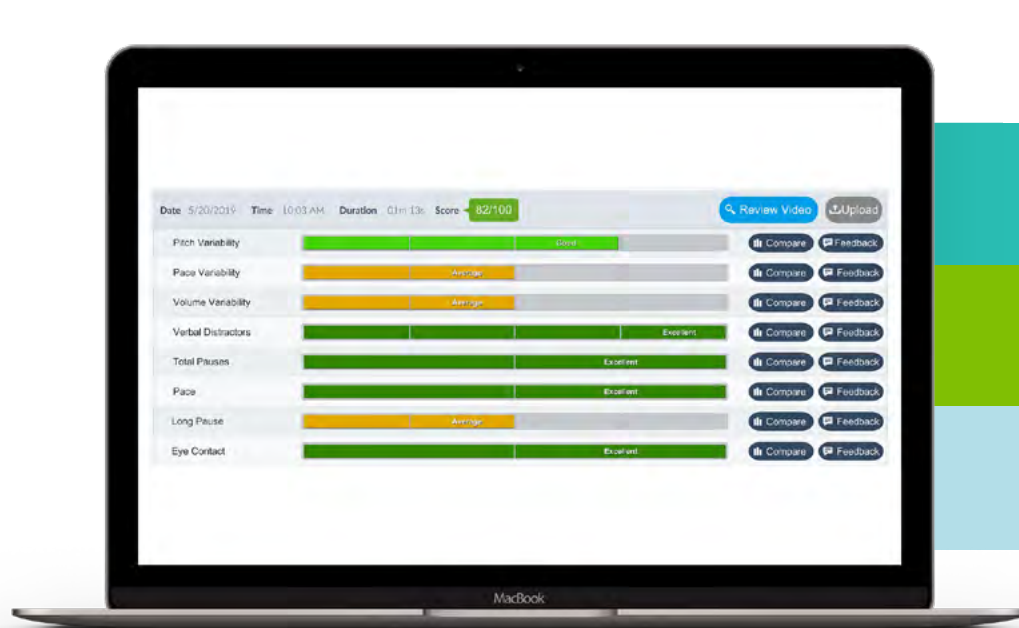 Date 5/20/2019 Time 10:03 AM Duration 01m 13s Score 82/100 Review Video Upload
Pitch Variability Good Compare Feedback
Pace Variability Average Compare Feedback
Volume Variability Average Compare Feedback
Verbal Distractors Excellent Compare Feedback
Total Pauses Excellent Compare Feedback
Pace Excellent Compare Feedback
Long Pause Average Compare Feedback
Eye Contact Excellent Compare Feedback
MacBook